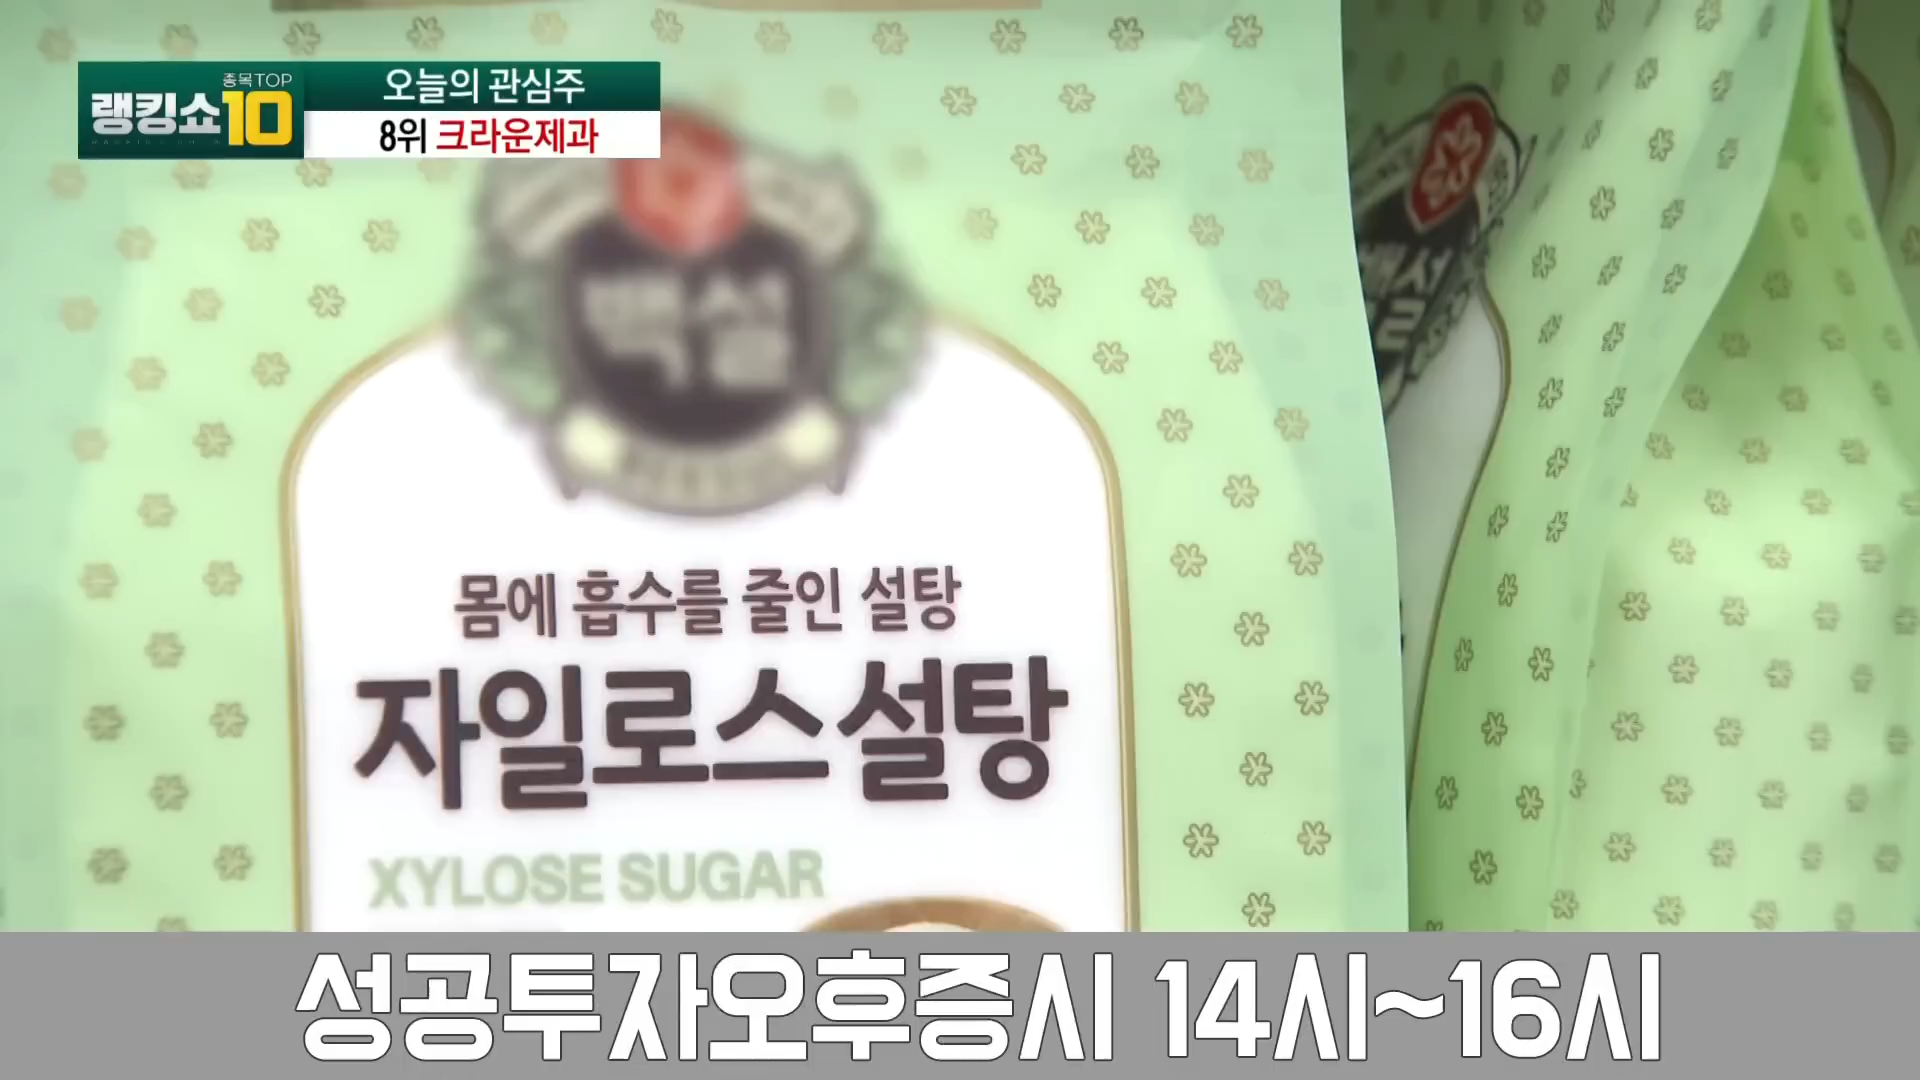 종목TOP
랭킹쇼10
오늘의 관심주
8위 크라운제과
백설
몸에 흡수를 줄인 설탕
자일로스설탕
XYLOSE SUGAR
성공투자오후증시 14시~16시